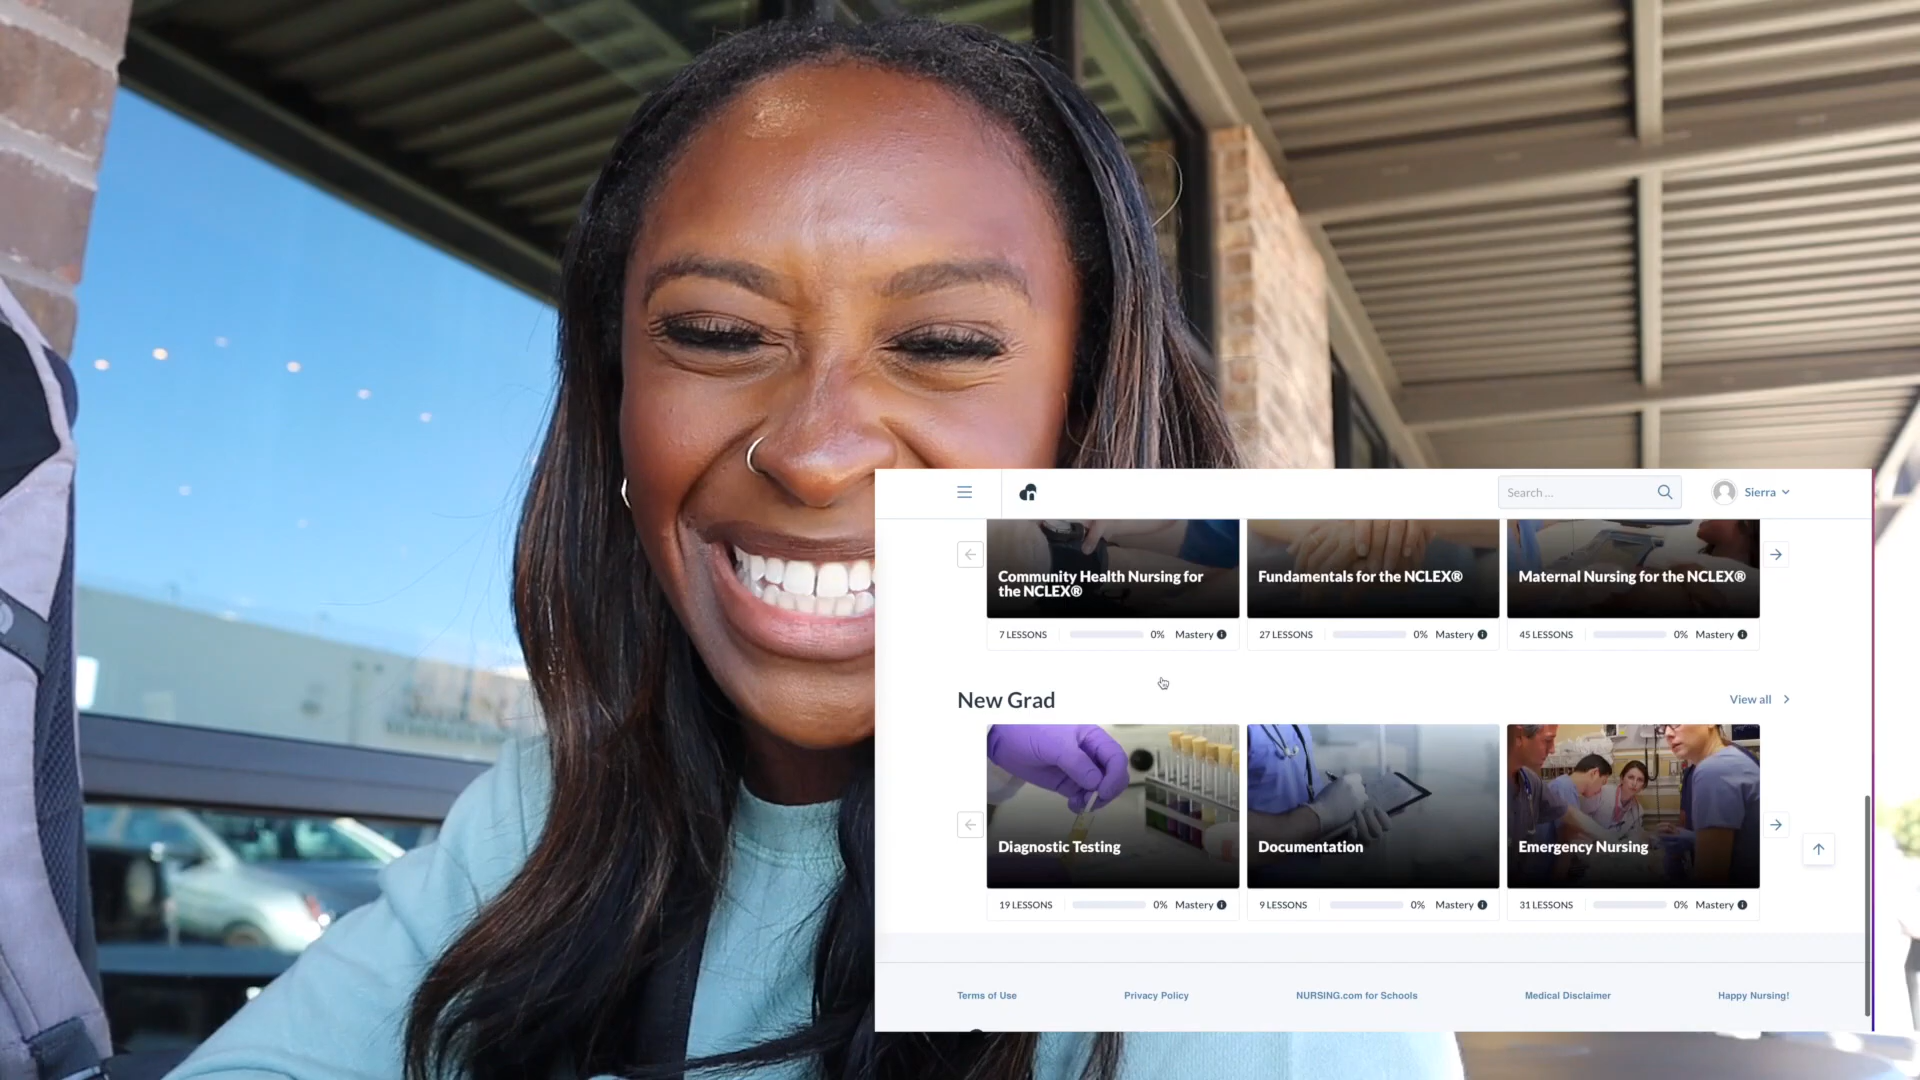 Search ...
Sierra
Community Health Nursing for
the NCLEX®
Fundamentals for the NCLEX®
Maternal Nursing for the NCLEX®
7 LESSONS 0% Mastery
27 LESSONS 0% Mastery
45 LESSONS 0% Mastery
New Grad
View all
Diagnostic Testing
Documentation
Emergency Nursing
19 LESSONS 0% Mastery
9 LESSONS 0% Mastery
31 LESSONS 0% Mastery
Terms of Use
Privacy Policy
NURSING.com for Schools
Medical Disclaimer
Happy Nursing!